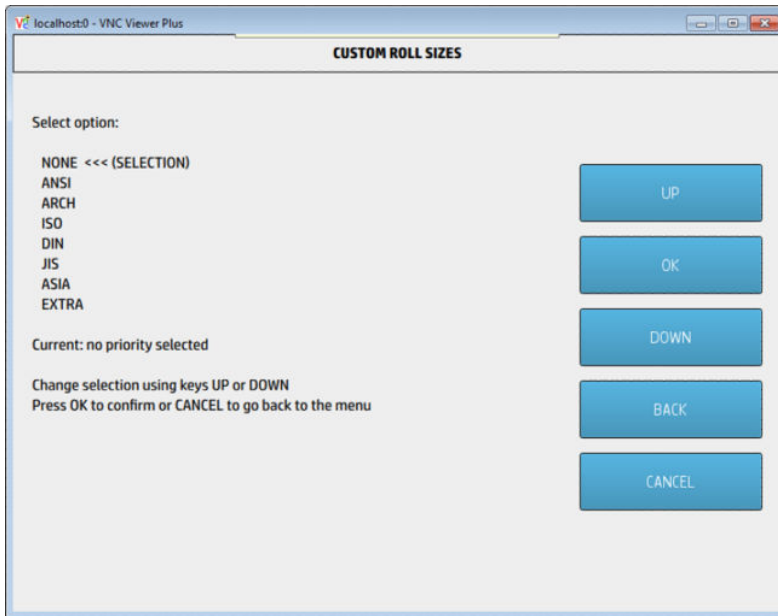 localhost:0 - VNC Viewer Plus
CUSTOM ROLL SIZES
Select option:
NONE <<< (SELECTION)
ANSI
ARCH
ISO
DIN
JIS
ASIA
EXTRA
Current: no priority selected
Change selection using keys UP or DOWN
Press OK to confirm or CANCEL to go back to the menu
UP
OK
DOWN
BACK
CANCEL